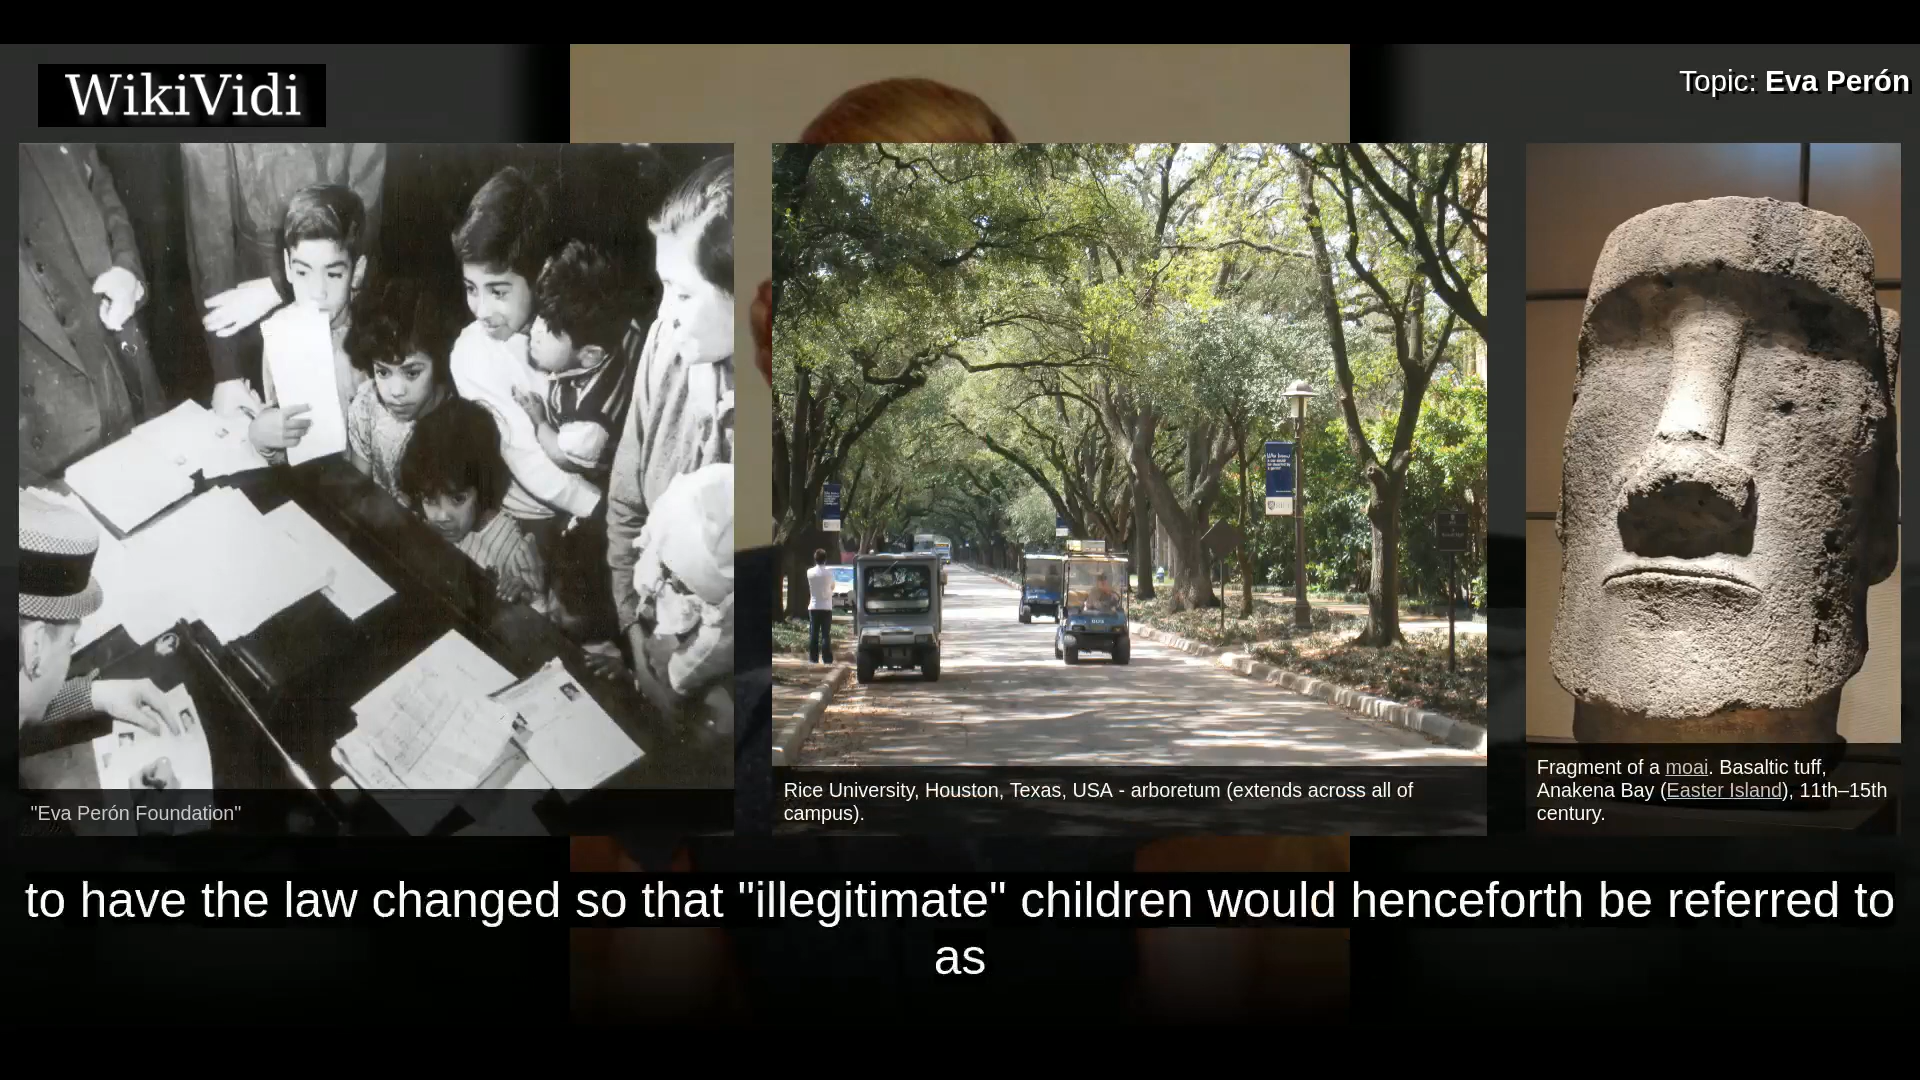 WikiVidi
Topic: Eva Perón
"Eva Perón Foundation"
Rice University, Houston, Texas, USA - arboretum (extends across all of
campus).
Fragment of a moai. Basaltic tuff,
Anakena Bay (Easter Island), 11th–15th
century.
to have the law changed so that "illegitimate" children would henceforth be referred to
as